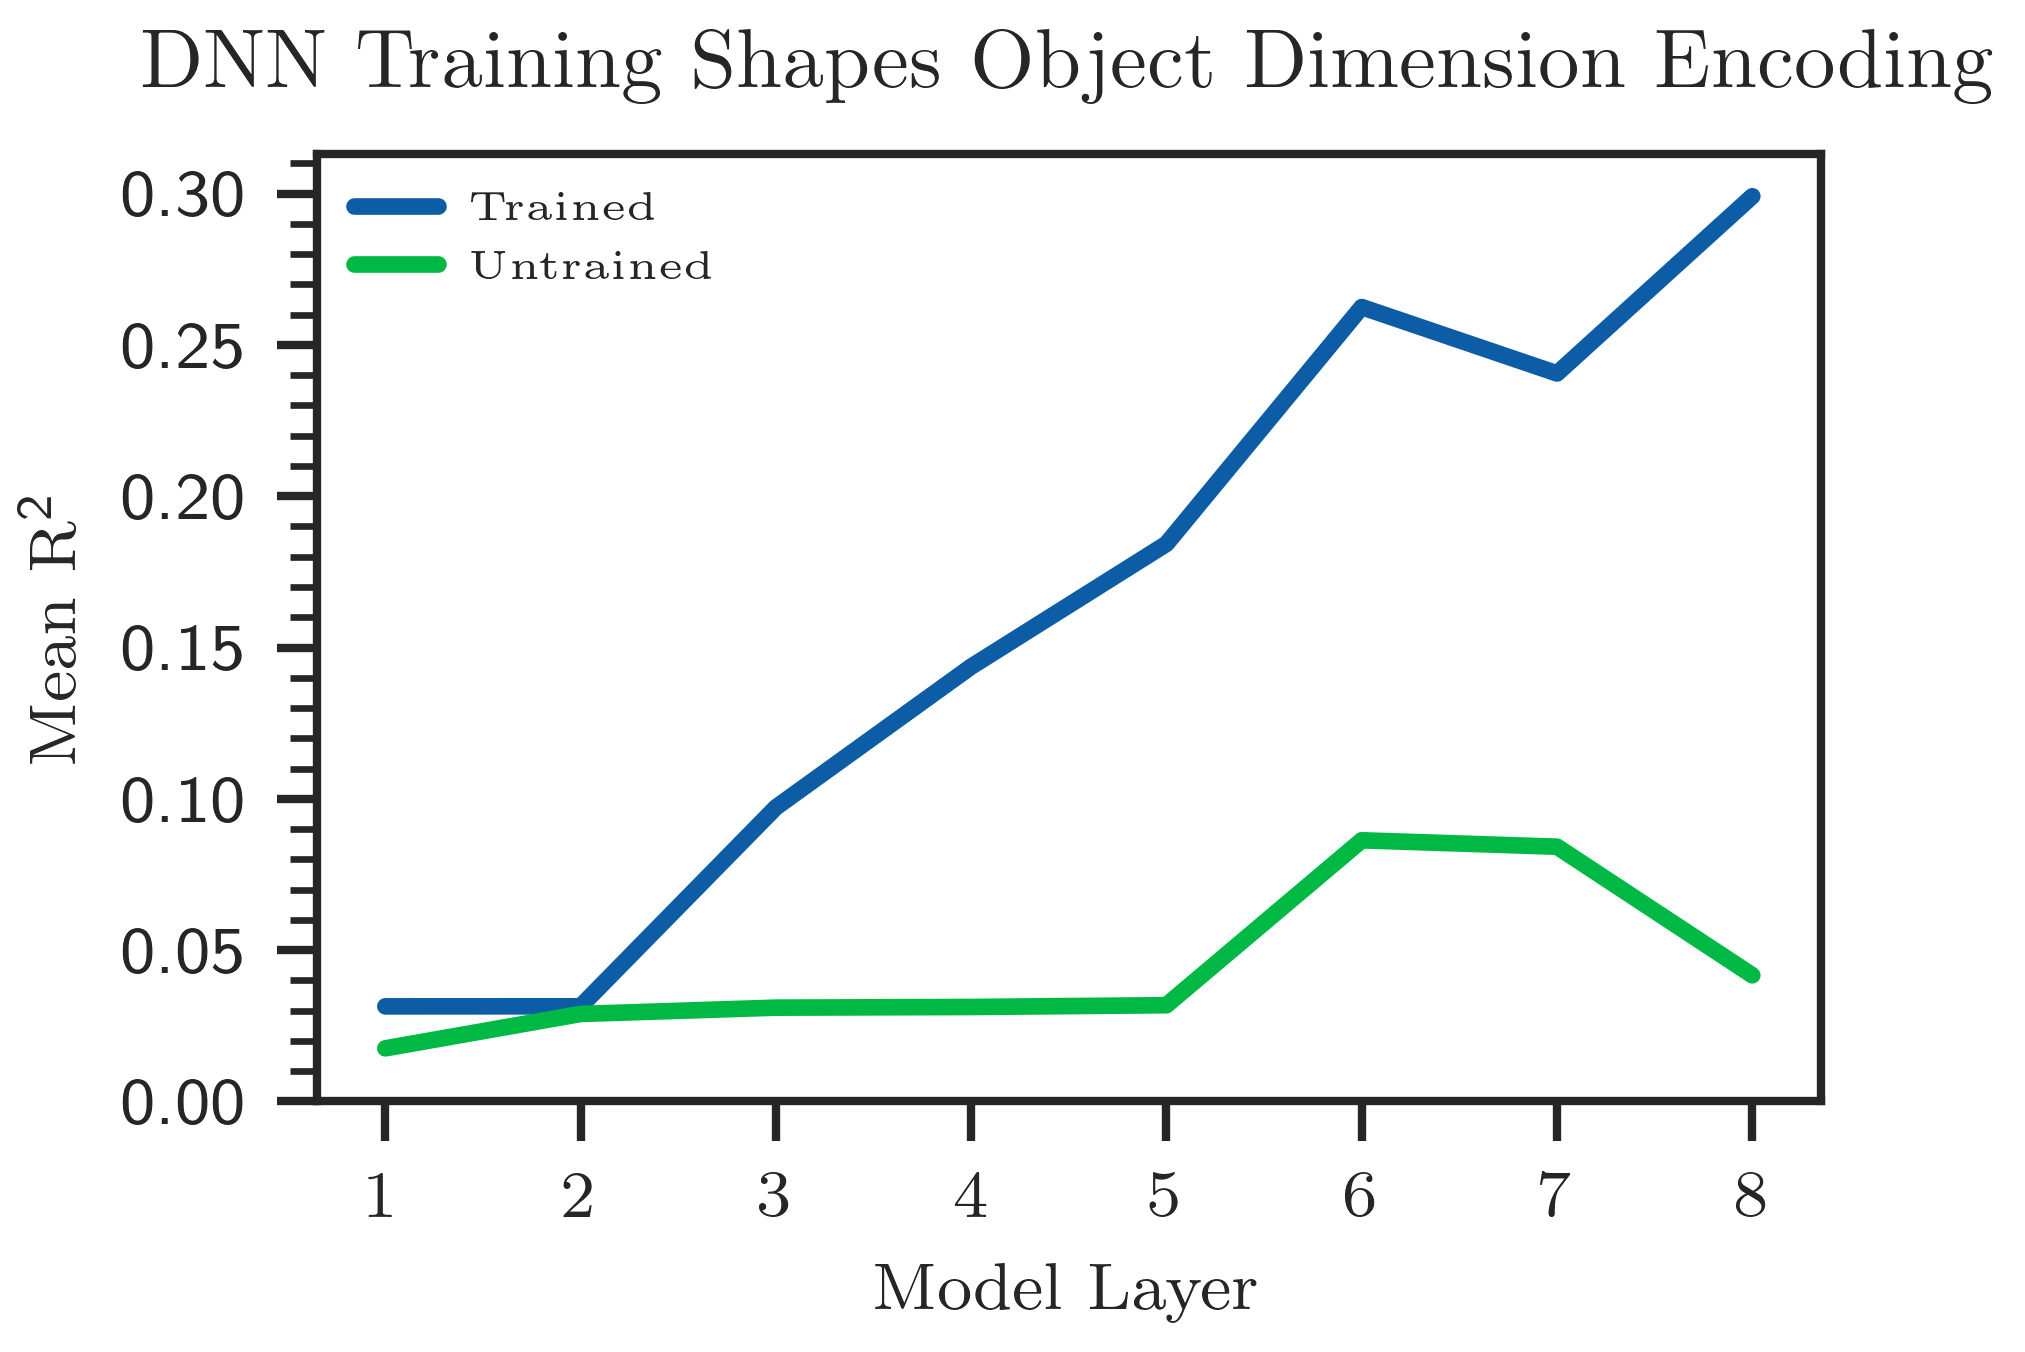 DNN Training Shapes Object Dimension Encoding
Trained
Untrained
0.30
0.25
0.20
0.15
0.10
0.05
0.00
Mean R²
1 2 3 4 5 6 7 8
Model Layer